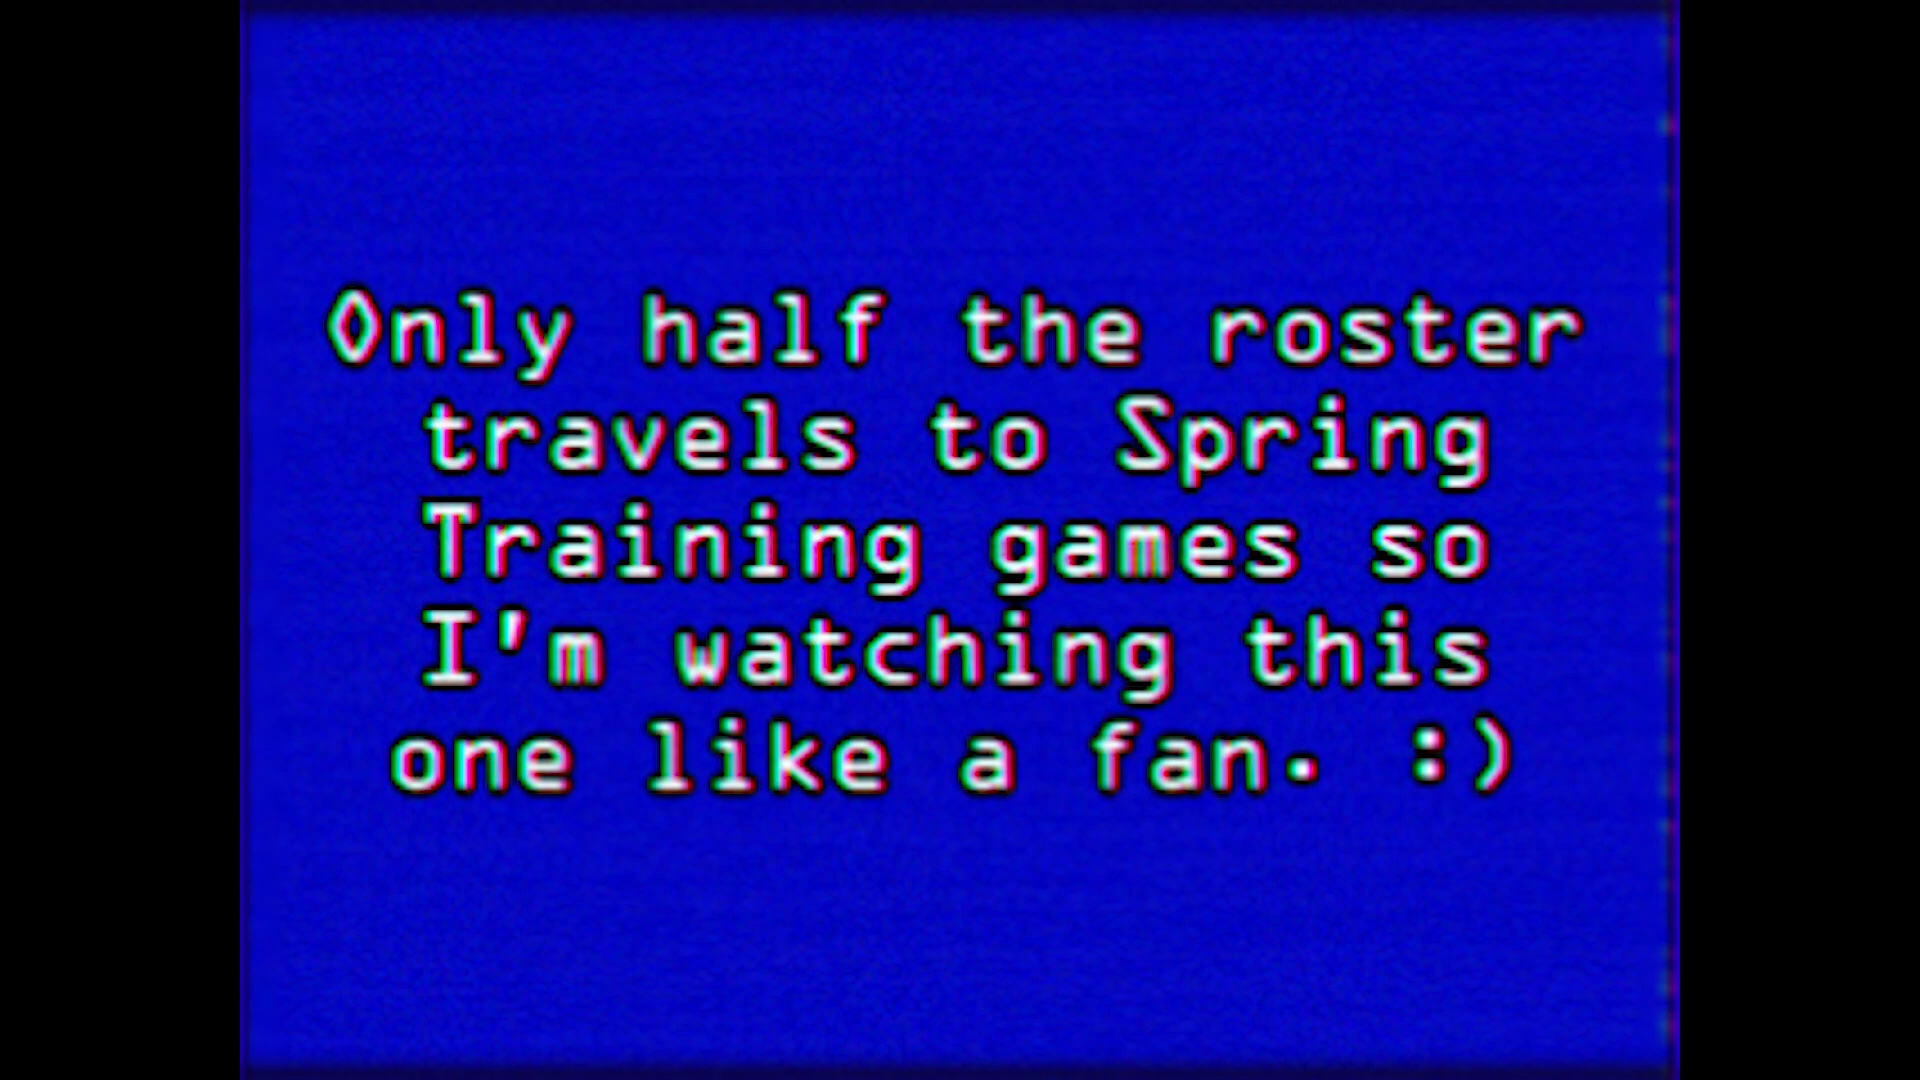 Only half the roster
travels to Spring
Training games so
I'm watching this
one like a fan. :)